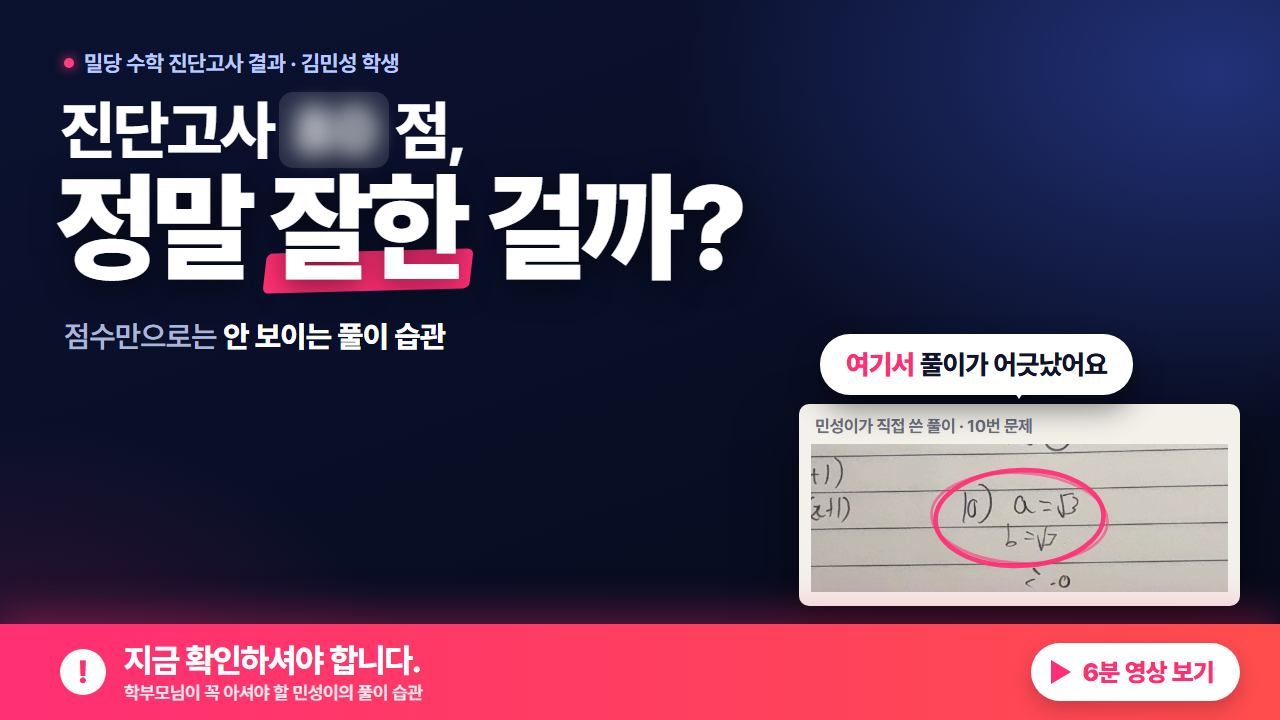 밀당 수학 진단고사 결과 · 김민성 학생
진단고사 점,
정말 잘한 걸까?
점수만으로는 안 보이는 풀이 습관
여기서 풀이가 어긋났어요
민성이가 직접 쓴 풀이 · 10번 문제
+1)
(x+1)
10) a=√3
b=√7
!
지금 확인하셔야 합니다.
학부모님이 꼭 아셔야 할 민성이의 풀이 습관
6분 영상 보기